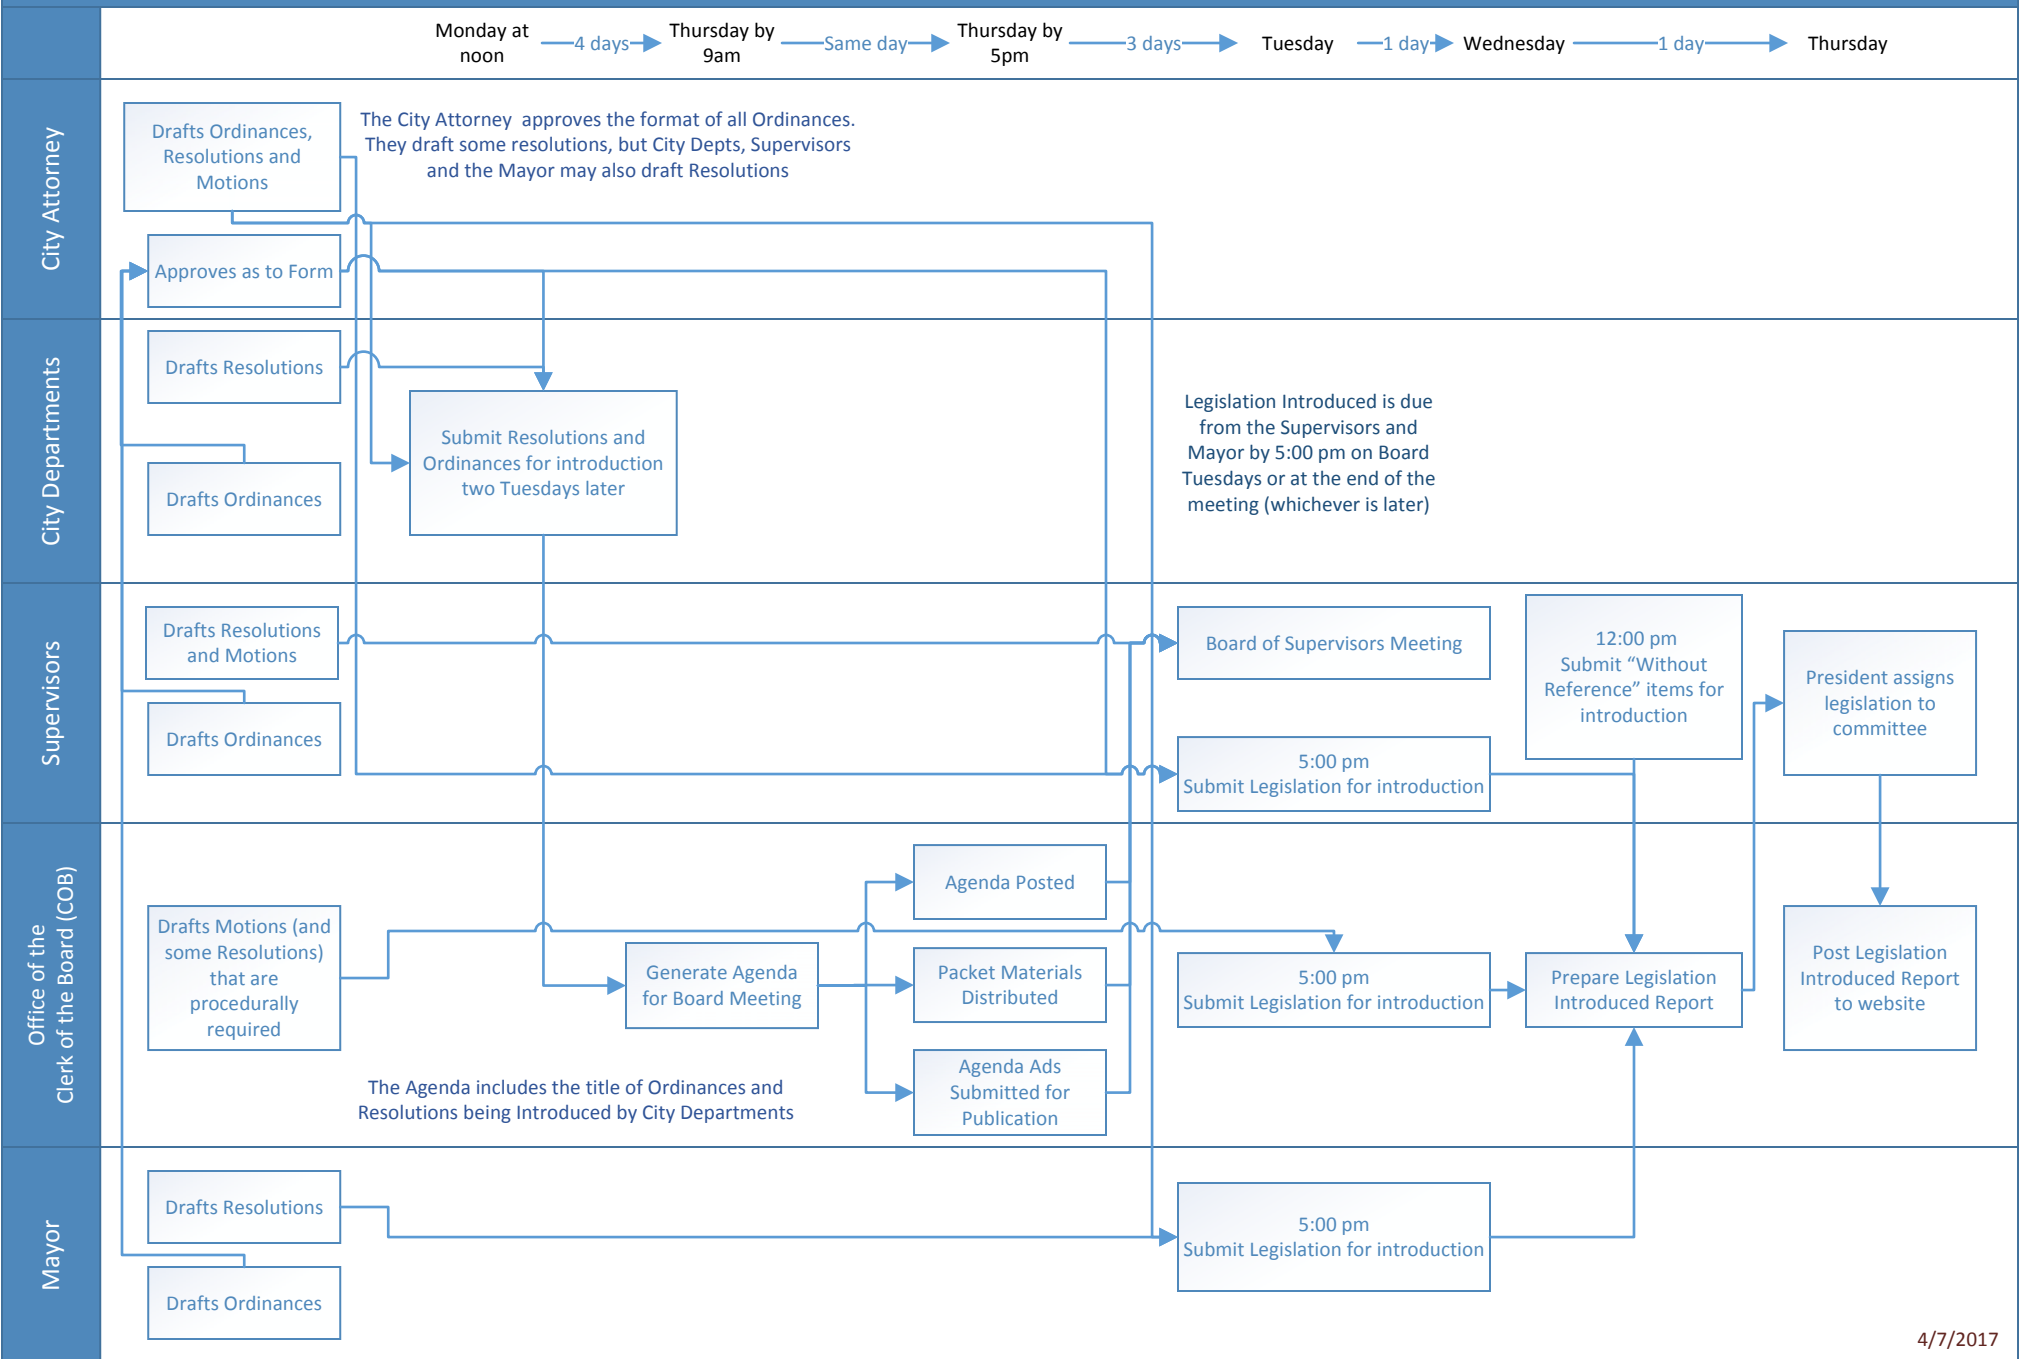 Monday at
noon
4 days
Thursday by
9am
Same day
Thursday by
5pm
3 days
Tuesday
1 day
Wednesday
1 day
Thursday
City Attorney
Drafts Ordinances,
Resolutions and
Motions
The City Attorney approves the format of all Ordinances.
They draft some resolutions, but City Depts, Supervisors
and the Mayor may also draft Resolutions
Approves as to Form
City Departments
Drafts Resolutions
Drafts Ordinances
Submit Resolutions and
Ordinances for introduction
two Tuesdays later
Legislation Introduced is due
from the Supervisors and
Mayor by 5:00 pm on Board
Tuesdays or at the end of the
meeting (whichever is later)
Supervisors
Drafts Resolutions
and Motions
Drafts Ordinances
Board of Supervisors Meeting
5:00 pm
Submit Legislation for introduction
12:00 pm
Submit “Without
Reference” items for
introduction
President assigns
legislation to
committee
Office of the
Clerk of the Board (COB)
Drafts Motions (and
some Resolutions)
that are
procedurally
required
Generate Agenda
for Board Meeting
Agenda Posted
Packet Materials
Distributed
Agenda Ads
Submitted for
Publication
The Agenda includes the title of Ordinances and
Resolutions being Introduced by City Departments
5:00 pm
Submit Legislation for introduction
Prepare Legislation
Introduced Report
Post Legislation
Introduced Report
to website
Mayor
Drafts Resolutions
Drafts Ordinances
5:00 pm
Submit Legislation for introduction
4/7/2017